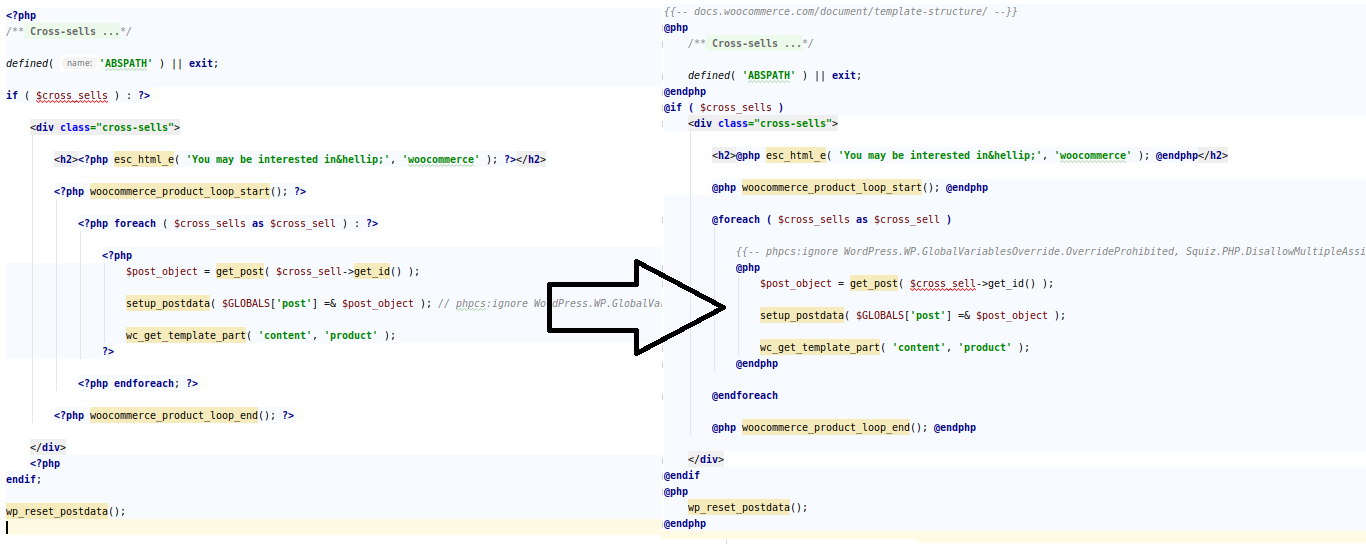 <?php
/** Cross-sells ...*/
defined( name: 'ABSPATH' ) || exit;
if ( $cross_sells ) : ?>
<div class="cross-sells">
<h2><?php esc_html_e( 'You may be interested in&hellip;', 'woocommerce' ); ?></h2>
<?php woocommerce_product_loop_start(); ?>
<?php foreach ( $cross_sells as $cross_sell ) : ?>
<?php
$post_object = get_post( $cross_sell->get_id() );
setup_postdata( $GLOBALS['post'] =& $post_object ); // phpcs:ignore WordPress.WP.GlobalVa
wc_get_template_part( 'content', 'product' );
?>
<?php endforeach; ?>
<?php woocommerce_product_loop_end(); ?>
</div>
<?php
endif;
wp_reset_postdata();
{{-- docs.woocommerce.com/document/template-structure/ --}}
@php
/** Cross-sells ...*/
defined( 'ABSPATH' ) || exit;
@endphp
@if ( $cross_sells )
<div class="cross-sells">
<h2>@php esc_html_e( 'You may be interested in&hellip;', 'woocommerce' ); @endphp</h2>
@php woocommerce_product_loop_start(); @endphp
@foreach ( $cross_sells as $cross_sell )
{{-- phpcs:ignore WordPress.WP.GlobalVariablesOverride.OverrideProhibited, Squiz.PHP.DisallowMultipleAssi
@php
$post_object = get_post( $cross_sell->get_id() );
setup_postdata( $GLOBALS['post'] =& $post_object );
wc_get_template_part( 'content', 'product' );
@endphp
@endforeach
@php woocommerce_product_loop_end(); @endphp
</div>
@endif
@php
wp_reset_postdata();
@endphp